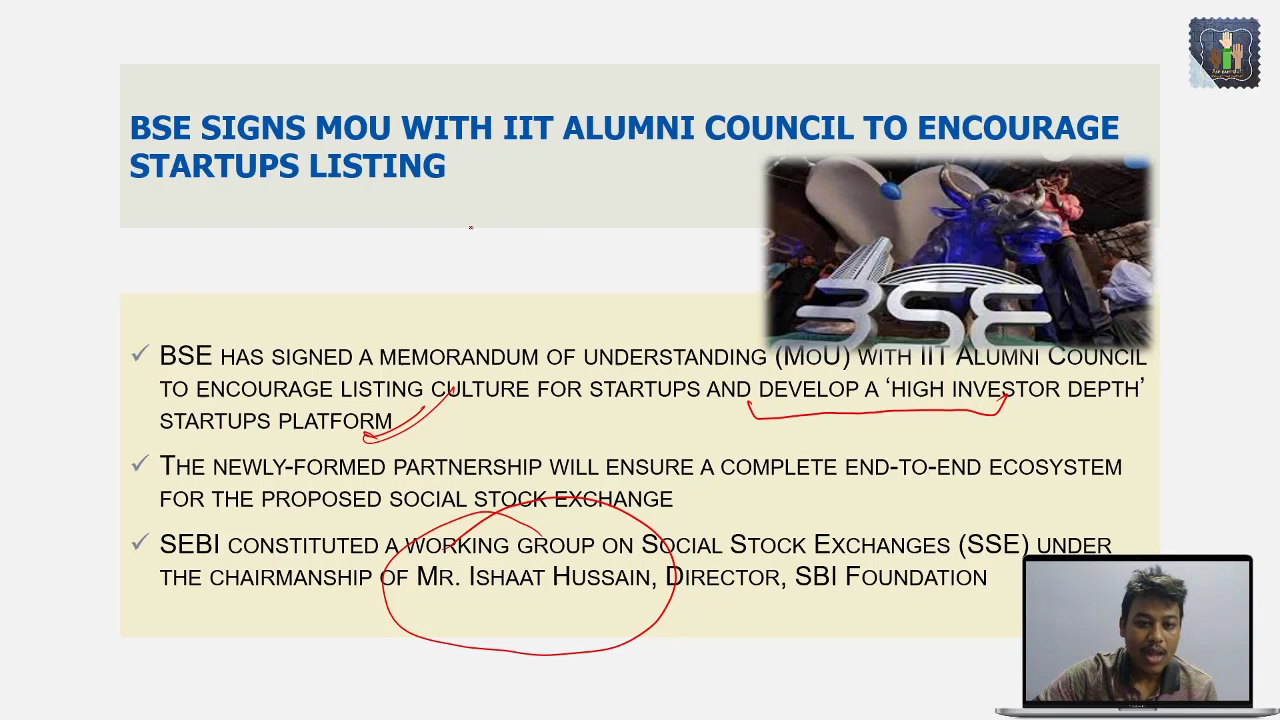 BSE SIGNS MOU WITH IIT ALUMNI COUNCIL TO ENCOURAGE
STARTUPS LISTING
BSE
BSE HAS SIGNED A MEMORANDUM OF UNDERSTANDING (MOU) WITH IIT ALUMNI COUNCIL
TO ENCOURAGE LISTING CULTURE FOR STARTUPS AND DEVELOP A ‘HIGH INVESTOR DEPTH’
STARTUPS PLATFORM
THE NEWLY-FORMED PARTNERSHIP WILL ENSURE A COMPLETE END-TO-END ECOSYSTEM
FOR THE PROPOSED SOCIAL STOCK EXCHANGE
SEBI CONSTITUTED A WORKING GROUP ON SOCIAL STOCK EXCHANGES (SSE) UNDER
THE CHAIRMANSHIP OF MR. ISHAAT HUSSAIN, DIRECTOR, SBI FOUNDATION